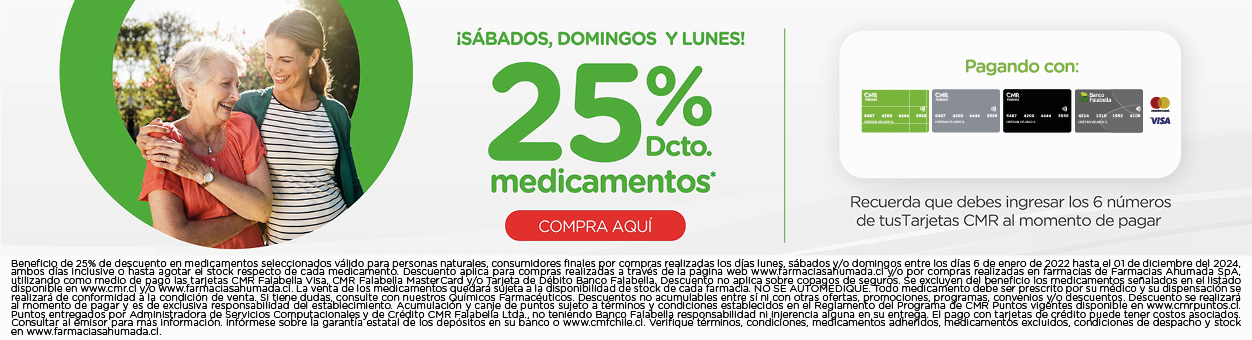 ¡SÁBADOS, DOMINGOS Y LUNES!
25%
Dcto.
medicamentos*
COMPRA AQUÍ
Pagando con:
CMR
Falabella
CMR
Falabella
CMR
Falabella
Banco
Falabella
mastercard
VISA
Recuerda que debes ingresar los 6 números
de tusTarjetas CMR al momento de pagar
Beneficio de 25% de descuento en medicamentos seleccionados válido para personas naturales, consumidores finales por compras realizadas los días lunes, sábados y/o domingos entre los días 6 de enero de 2022 hasta el 01 de diciembre del 2024,
ambos días inclusive o hasta agotar el stock respecto de cada medicamento. Descuento aplica para compras realizadas a través de la página web www.farmaciasahumada.cl y/o por compras realizadas en farmacias de Farmacias Ahumada SpA,
utilizando como medio de pago las tarjetas CMR Falabella Visa, CMR Falabella MasterCard y/o Tarjeta de Débito Banco Falabella. Descuento no aplica sobre copagos de seguros. Se excluyen del beneficio los medicamentos señalados en el listado
disponible en www.cmr.cl y/o www.farmaciasahumada.cl. La venta de los medicamentos quedará sujeta a la disponibilidad de stock de cada farmacia. NO SE AUTOMEDIQUE. Todo medicamento debe ser prescrito por su médico y su dispensación se
realizará de conformidad a la condición de venta. Si tiene dudas, consulte con nuestros Químicos Farmacéuticos. Descuentos no acumulables entre sí ni con otras ofertas, promociones, programas, convenios y/o descuentos. Descuento se realizará
al momento de pagar y es de exclusiva responsabilidad del establecimiento. Acumulación y canje de puntos sujeto a términos y condiciones establecidos en el Reglamento del Programa de CMR Puntos vigentes disponible en www.cmrpuntos.cl.
Puntos entregados por Administradora de Servicios Computacionales y de Crédito CMR Falabella Ltda., no teniendo Banco Falabella responsabilidad ni injerencia alguna en su entrega. El pago con tarjetas de crédito puede tener costos asociados.
Consultar al emisor para más información. Infórmese sobre la garantía estatal de los depósitos en su banco o www.cmfchile.cl. Verifique términos, condiciones, medicamentos adheridos, medicamentos excluidos, condiciones de despacho y stock
en www.farmaciasahumada.cl.